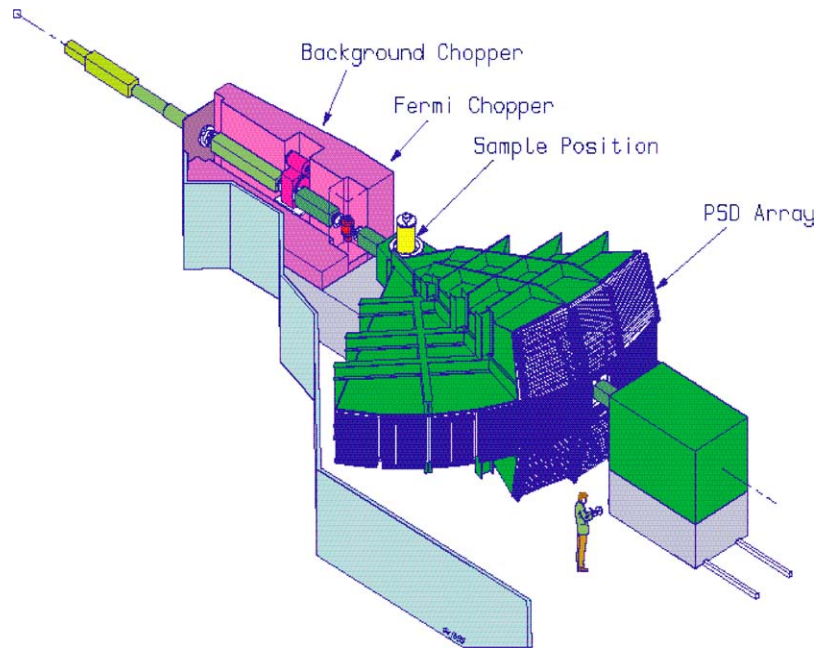 Background Chopper
Fermi Chopper
Sample Position
PSD Array